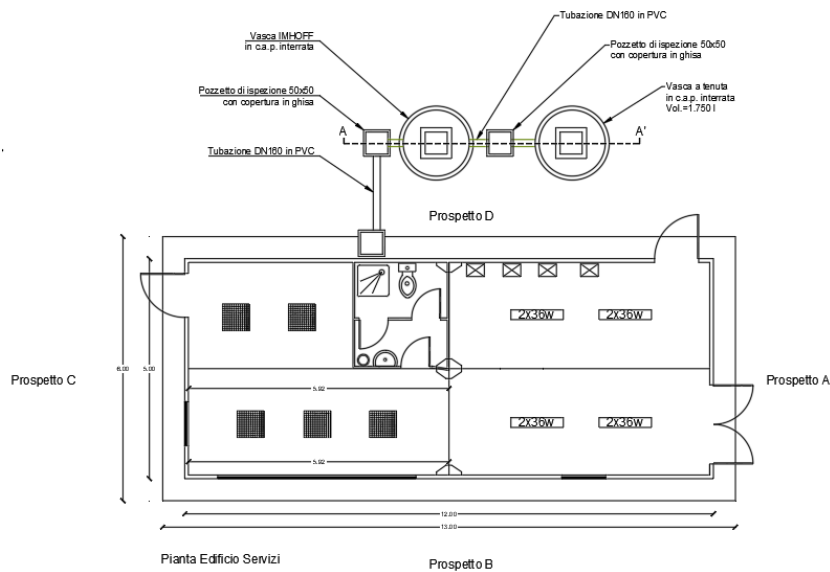 Tubazione DN160 in PVC
Vasca IMHOFF
in c.a.p. interrata
Pozzetto di ispezione 50x50
con copertura in ghisa
Pozzetto di ispezione 50x50
con copertura in ghisa
Vasca a tenuta
in c.a.p. interrata
Vol.=1.750 l
A
A'
Tubazione DN160 in PVC
Prospetto D
2X36W
2X36W
Prospetto C
6.00
5.00
5.92
Prospetto A
2X36W
2X36W
5.92
12.00
13.00
Pianta Edificio Servizi
Prospetto B